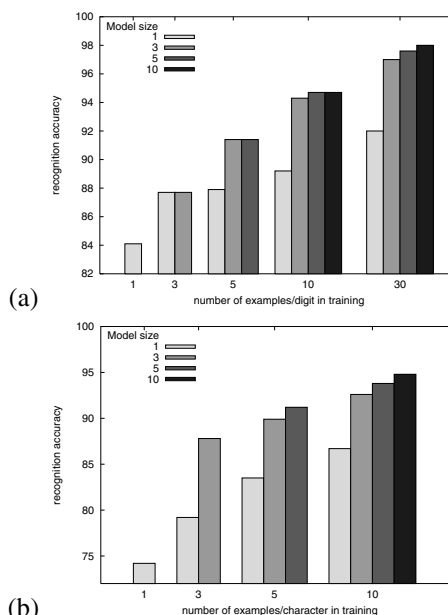 100
98
96
94
92
90
88
86
84
82
recognition accuracy
Model size
1
3
5
10
1 3 5 10 30
number of examples/digit in training
(a)
100
95
90
85
80
75
recognition accuracy
Model size
1
3
5
10
1 3 5 10
number of examples/character in training
(b)